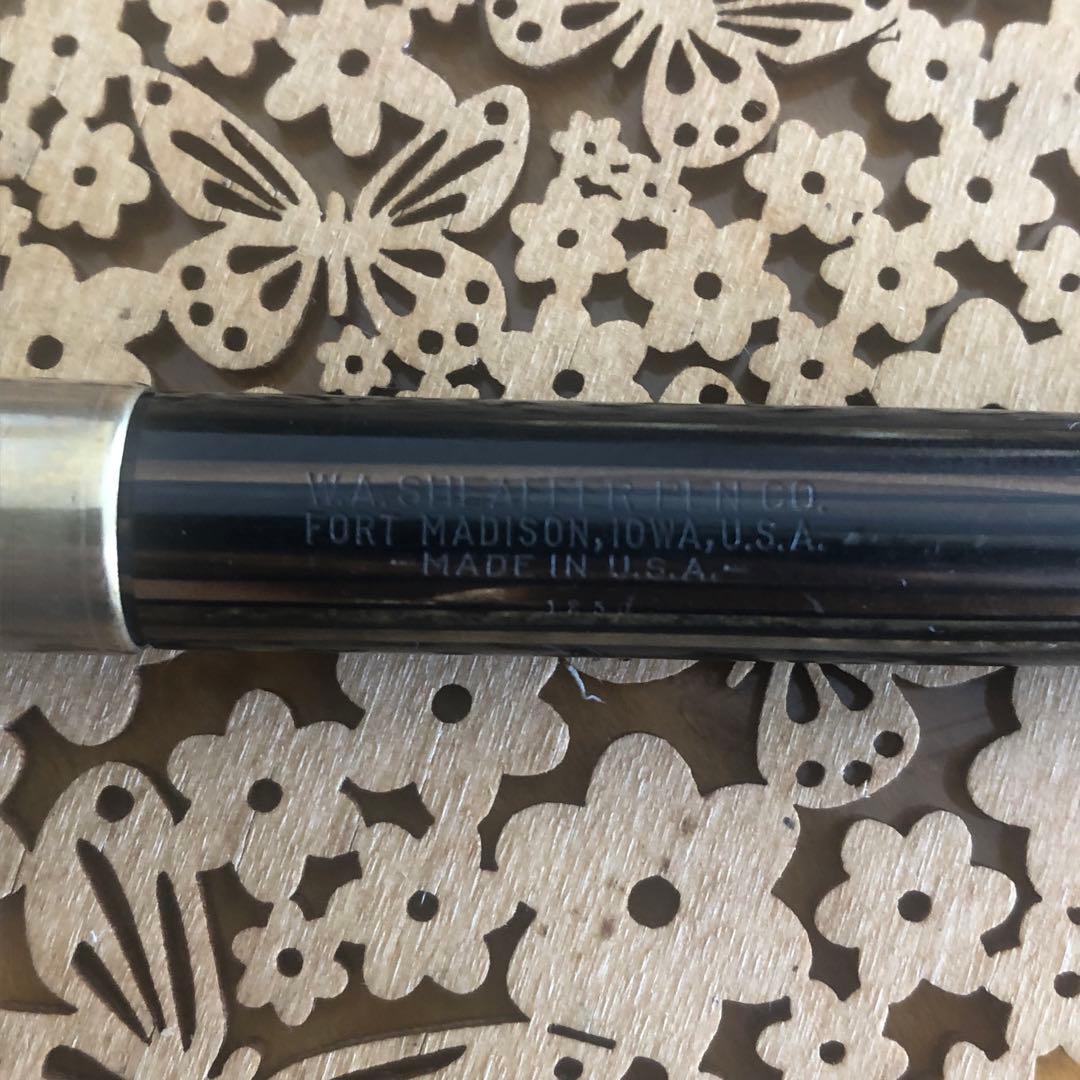 W.A. SHEAFFER PEN CO.
FORT MADISON, IOWA, U.S.A.
- MADE IN U.S.A. -